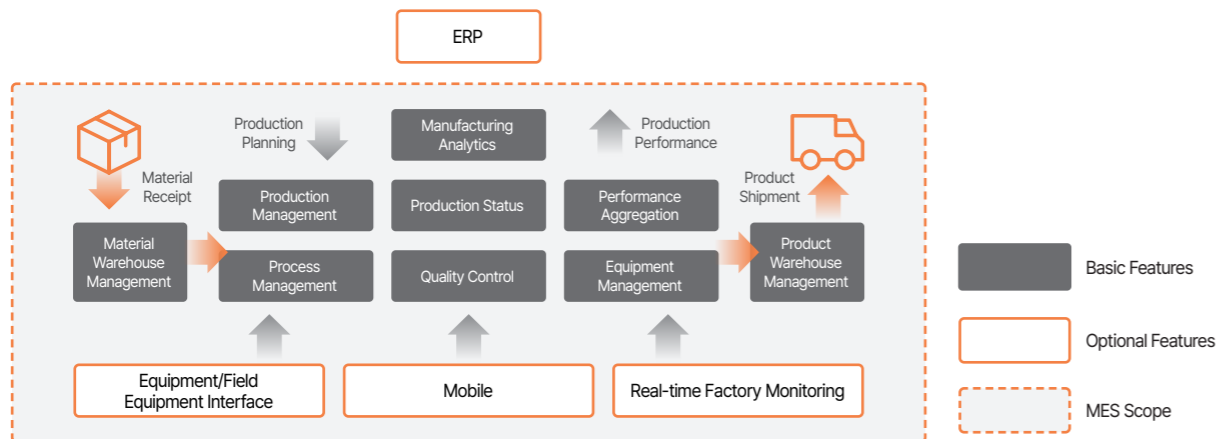 ERP
Production
Planning
Manufacturing
Analytics
Production
Performance
Material
Receipt
Production
Management
Production Status
Performance
Aggregation
Product
Shipment
Material
Warehouse
Management
Process
Management
Quality Control
Equipment
Management
Product
Warehouse
Management
Equipment/Field
Equipment Interface
Mobile
Real-time Factory Monitoring
Basic Features
Optional Features
MES Scope